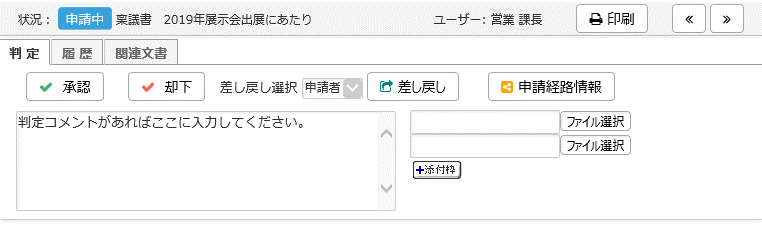 状況： 申請中 稟議書 2019年展示会出展にあたり ユーザー: 営業 課長 印刷 « »
判 定 履 歴 関連文書
承認 却下 差し戻し選択 申請者 差し戻し 申請経路情報
判定コメントがあればここに入力してください。 ファイル選択
ファイル選択
+添付枠